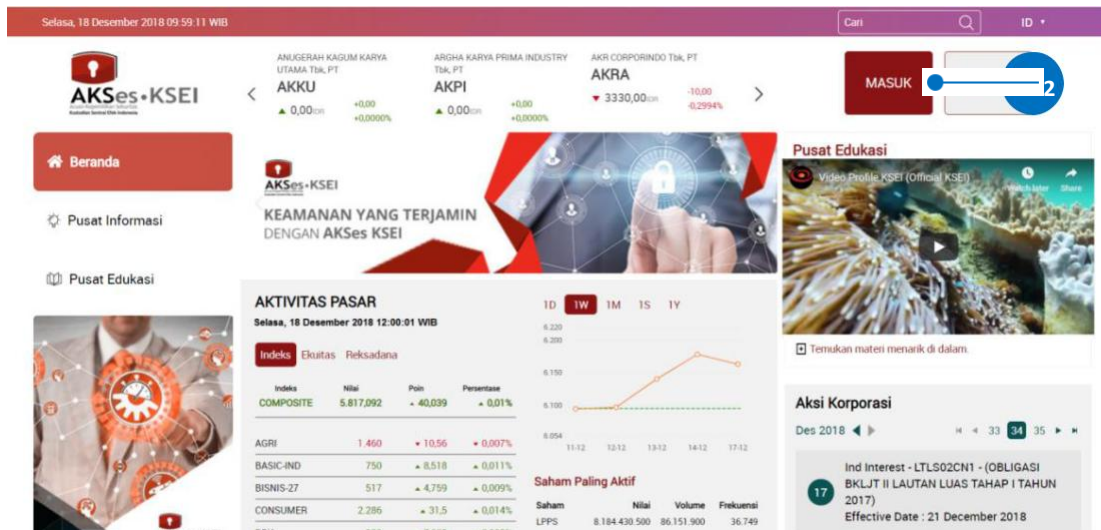 Selasa, 18 Desember 2018 09:59:11 WIB
Cari
ID
AKSes•KSEI
ANUGERAH KAGUM KARYA
UTAMA Tbk, PT
AKKU
0,00 IDR
+0,00
+0,0000%
ARGHA KARYA PRIMA INDUSTRY
Tbk, PT
AKPI
0,00 IDR
+0,00
+0,0000%
AKR CORPORINDO Tbk, PT
AKRA
3330,00 IDR
-10,00
-0,2994%
MASUK
2
Beranda
Pusat Informasi
Pusat Edukasi
AKSes•KSEI
KEAMANAN YANG TERJAMIN
DENGAN AKSes KSEI
Pusat Edukasi
Video Profile KSEI (Official KSEI)
Watch later
Share
Temukan materi menarik di dalam.
AKTIVITAS PASAR
Selasa, 18 Desember 2018 12:00:01 WIB
Indeks Ekuitas Reksadana
Indeks Nilai Poin Persentase
COMPOSITE 5.817,092 40,039 0,01%
AGRI 1.460 10,56 0,007%
BASIC-IND 750 8,518 0,011%
BISNIS-27 517 4,759 0,009%
CONSUMER 2.286 31,5 0,014%
1D 1W 1M 1S 1Y
6.220
6.200
6.150
6.100
6.054
11-12 12-12 13-12 14-12 17-12
Saham Paling Aktif
Saham Nilai Volume Frekuensi
LPPS 8.184.430.500 86.151.900 36.749
Aksi Korporasi
Des 2018
33 34 35
17
Ind Interest - LTLS02CN1 - (OBLIGASI
BKLJT II LAUTAN LUAS TAHAP I TAHUN
2017)
Effective Date : 21 December 2018